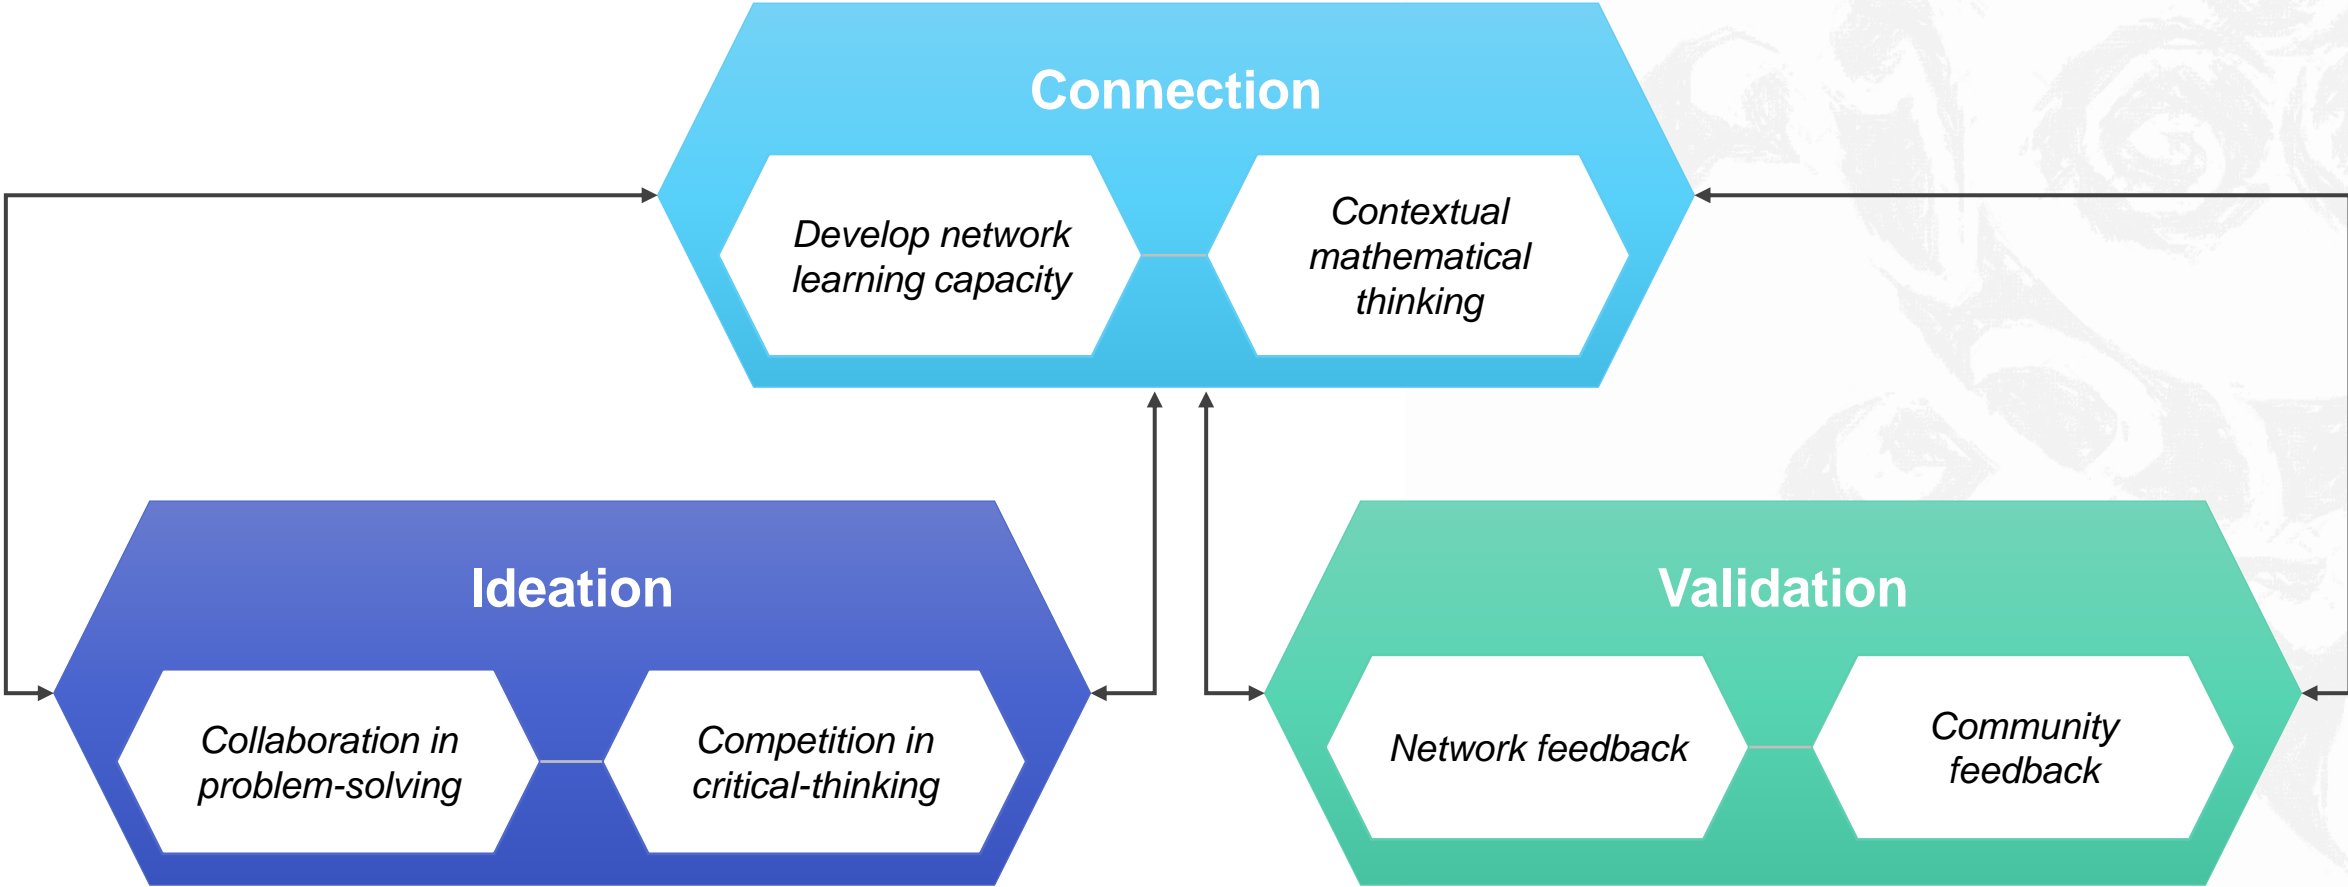 Connection
Develop network
learning capacity
Contextual
mathematical
thinking
Ideation
Collaboration in
problem-solving
Competition in
critical-thinking
Validation
Network feedback
Community
feedback